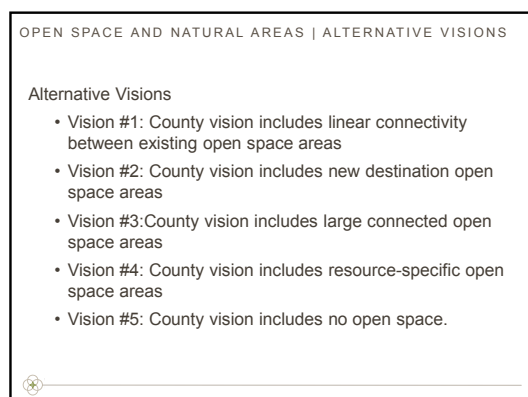 OPEN SPACE AND NATURAL AREAS | ALTERNATIVE VISIONS
Alternative Visions
• Vision #1: County vision includes linear connectivity
between existing open space areas
• Vision #2: County vision includes new destination open
space areas
• Vision #3:County vision includes large connected open
space areas
• Vision #4: County vision includes resource-specific open
space areas
• Vision #5: County vision includes no open space.